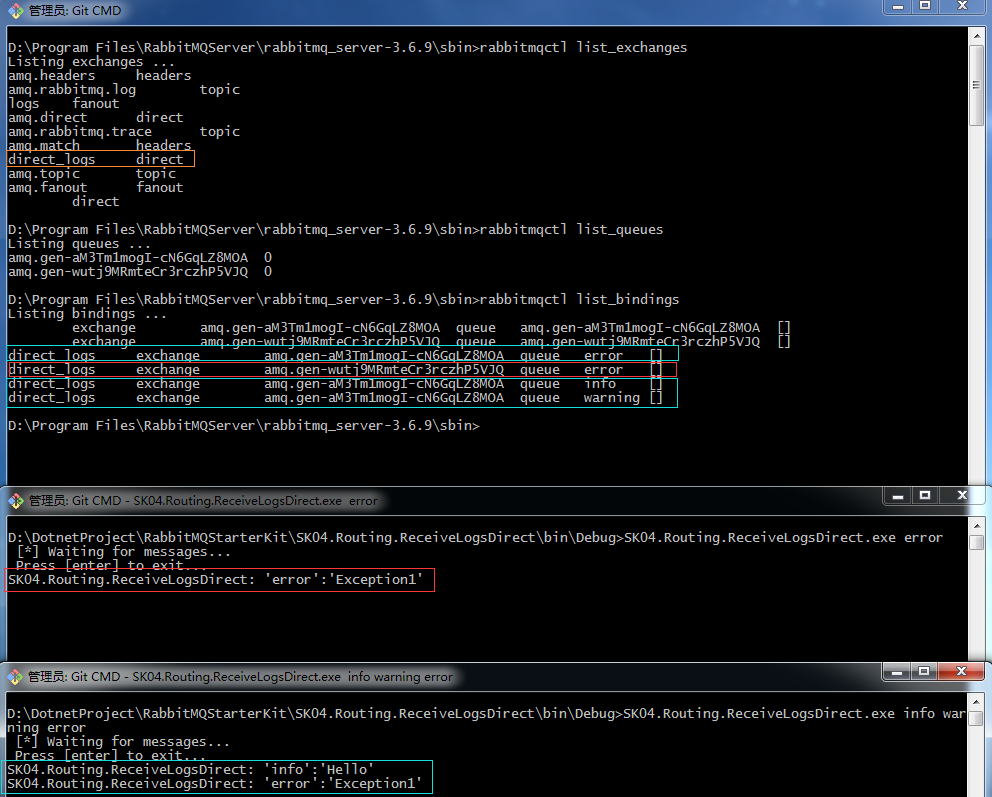 管理员: Git CMD
D:\Program Files\RabbitMQServer\rabbitmq_server-3.6.9\sbin>rabbitmqctl list_exchanges
Listing exchanges ...
amq.headers headers
amq.rabbitmq.log topic
logs fanout
amq.direct direct
amq.rabbitmq.trace topic
amq.match headers
direct_logs direct
amq.topic topic
amq.fanout fanout
direct
D:\Program Files\RabbitMQServer\rabbitmq_server-3.6.9\sbin>rabbitmqctl list_queues
Listing queues ...
amq.gen-aM3Tm1mogI-cN6GqLZ8MOA 0
amq.gen-wutj9MRmteCr3rczhP5VJQ 0
D:\Program Files\RabbitMQServer\rabbitmq_server-3.6.9\sbin>rabbitmqctl list_bindings
Listing bindings ...
exchange amq.gen-aM3Tm1mogI-cN6GqLZ8MOA queue amq.gen-aM3Tm1mogI-cN6GqLZ8MOA []
exchange amq.gen-wutj9MRmteCr3rczhP5VJQ queue amq.gen-wutj9MRmteCr3rczhP5VJQ []
direct_logs exchange amq.gen-aM3Tm1mogI-cN6GqLZ8MOA queue error []
direct_logs exchange amq.gen-wutj9MRmteCr3rczhP5VJQ queue error []
direct_logs exchange amq.gen-aM3Tm1mogI-cN6GqLZ8MOA queue info []
direct_logs exchange amq.gen-aM3Tm1mogI-cN6GqLZ8MOA queue warning []
D:\Program Files\RabbitMQServer\rabbitmq_server-3.6.9\sbin>
管理员: Git CMD - SK04.Routing.ReceiveLogsDirect.exe error
D:\DotnetProject\RabbitMQStarterKit\SK04.Routing.ReceiveLogsDirect\bin\Debug>SK04.Routing.ReceiveLogsDirect.exe error
[*] Waiting for messages...
Press [enter] to exit...
SK04.Routing.ReceiveLogsDirect: 'error':'Exception1'
管理员: Git CMD - SK04.Routing.ReceiveLogsDirect.exe info warning error
D:\DotnetProject\RabbitMQStarterKit\SK04.Routing.ReceiveLogsDirect\bin\Debug>SK04.Routing.ReceiveLogsDirect.exe info war
ning error
[*] Waiting for messages...
Press [enter] to exit...
SK04.Routing.ReceiveLogsDirect: 'info':'Hello'
SK04.Routing.ReceiveLogsDirect: 'error':'Exception1'